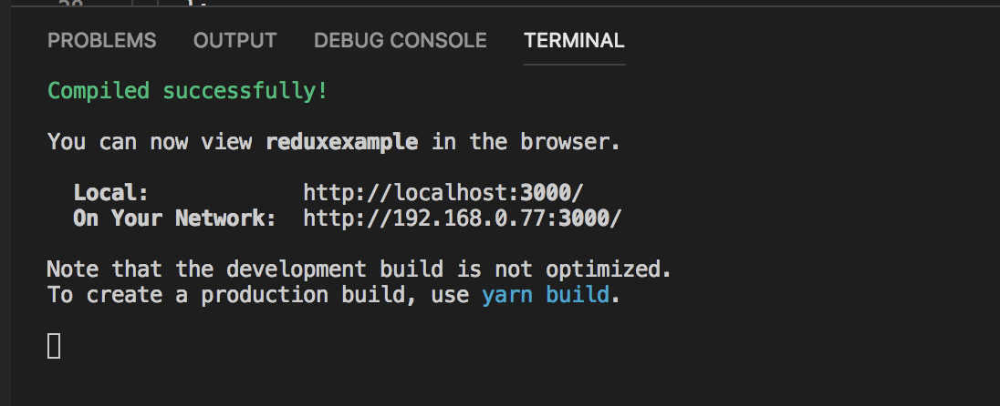 PROBLEMS OUTPUT DEBUG CONSOLE TERMINAL
Compiled successfully!
You can now view reduxexample in the browser.
Local: http://localhost:3000/
On Your Network: http://192.168.0.77:3000/
Note that the development build is not optimized.
To create a production build, use yarn build.